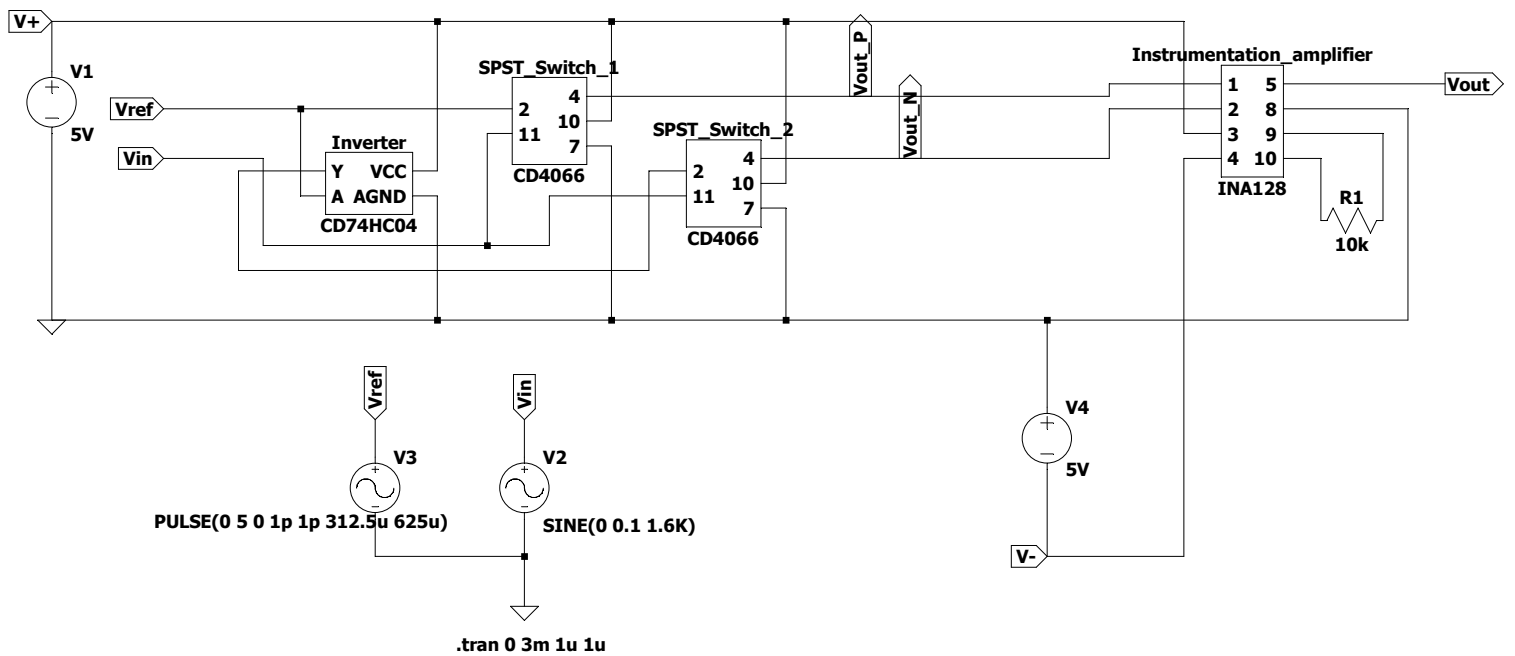 V+
V1
5V
Vref
Vin
Inverter
Y VCC
A AGND
CD74HC04
SPST_Switch_1
2
11
4
10
7
CD4066
SPST_Switch_2
2
11
4
10
7
CD4066
Vout_P
Vout_N
Instrumentation_amplifier
1 5
2 8
3 9
4 10
INA128
Vout
R1
10k
Vref
Vin
V3
V2
PULSE(0 5 0 1p 1p 312.5u 625u)
SINE(0 0.1 1.6K)
V4
5V
V-
.tran 0 3m 1u 1u